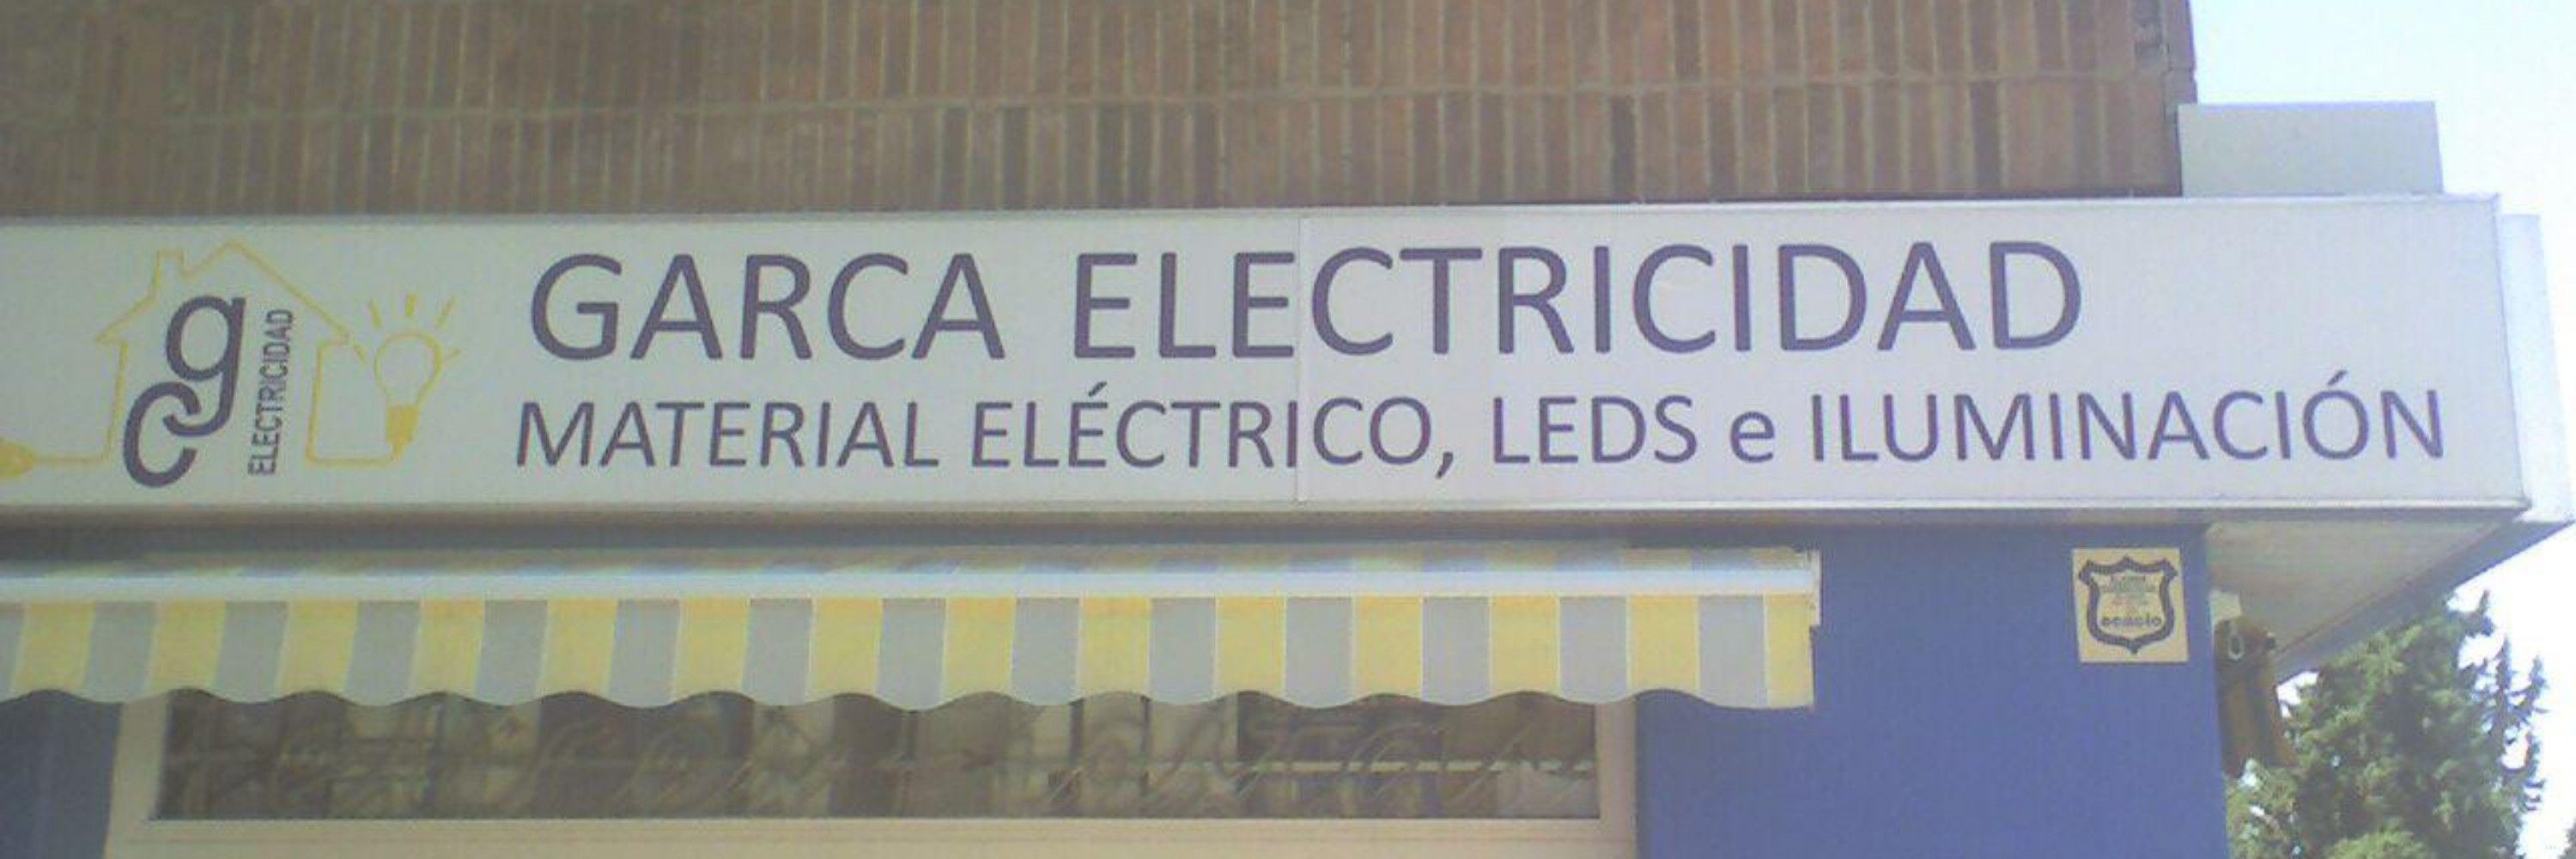 gc
ELECTRICIDAD
GARCA ELECTRICIDAD
MATERIAL ELÉCTRICO, LEDS e ILUMINACIÓN